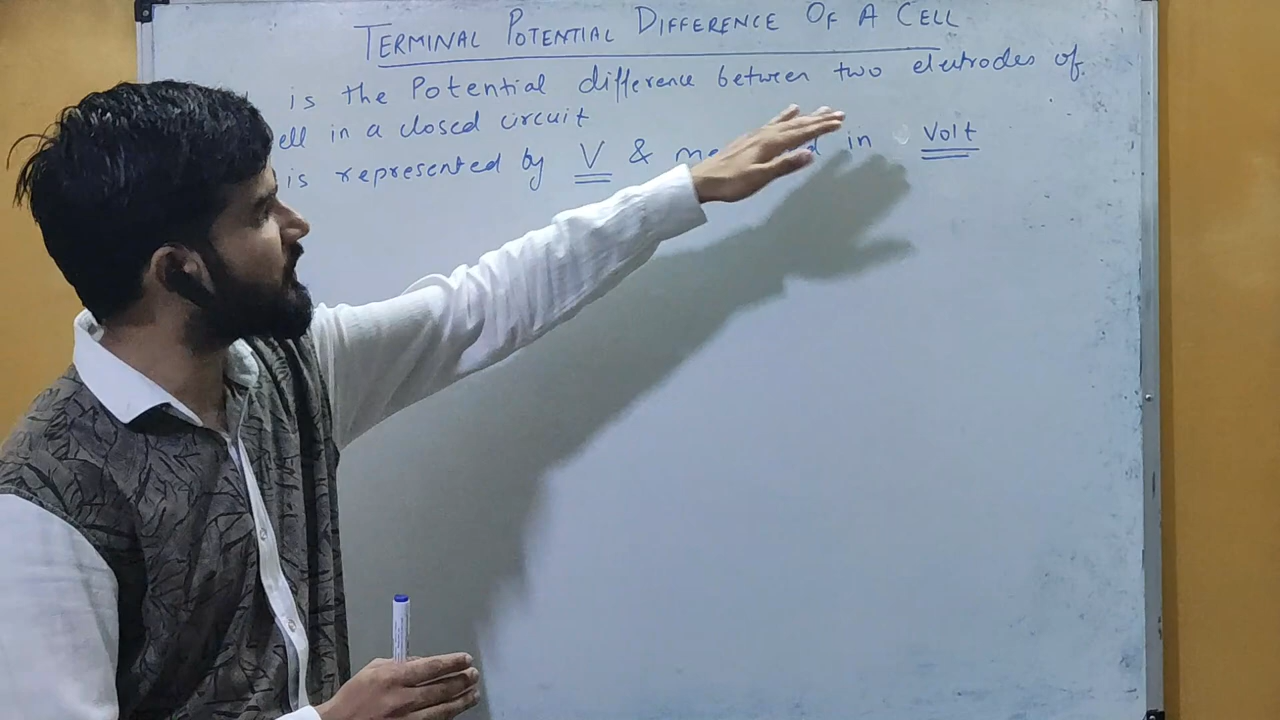 TERMINAL POTENTIAL DIFFERENCE OF A CELL
is the Potential difference between two electrodes of
ell in a closed circuit
is represented by V & in Volt